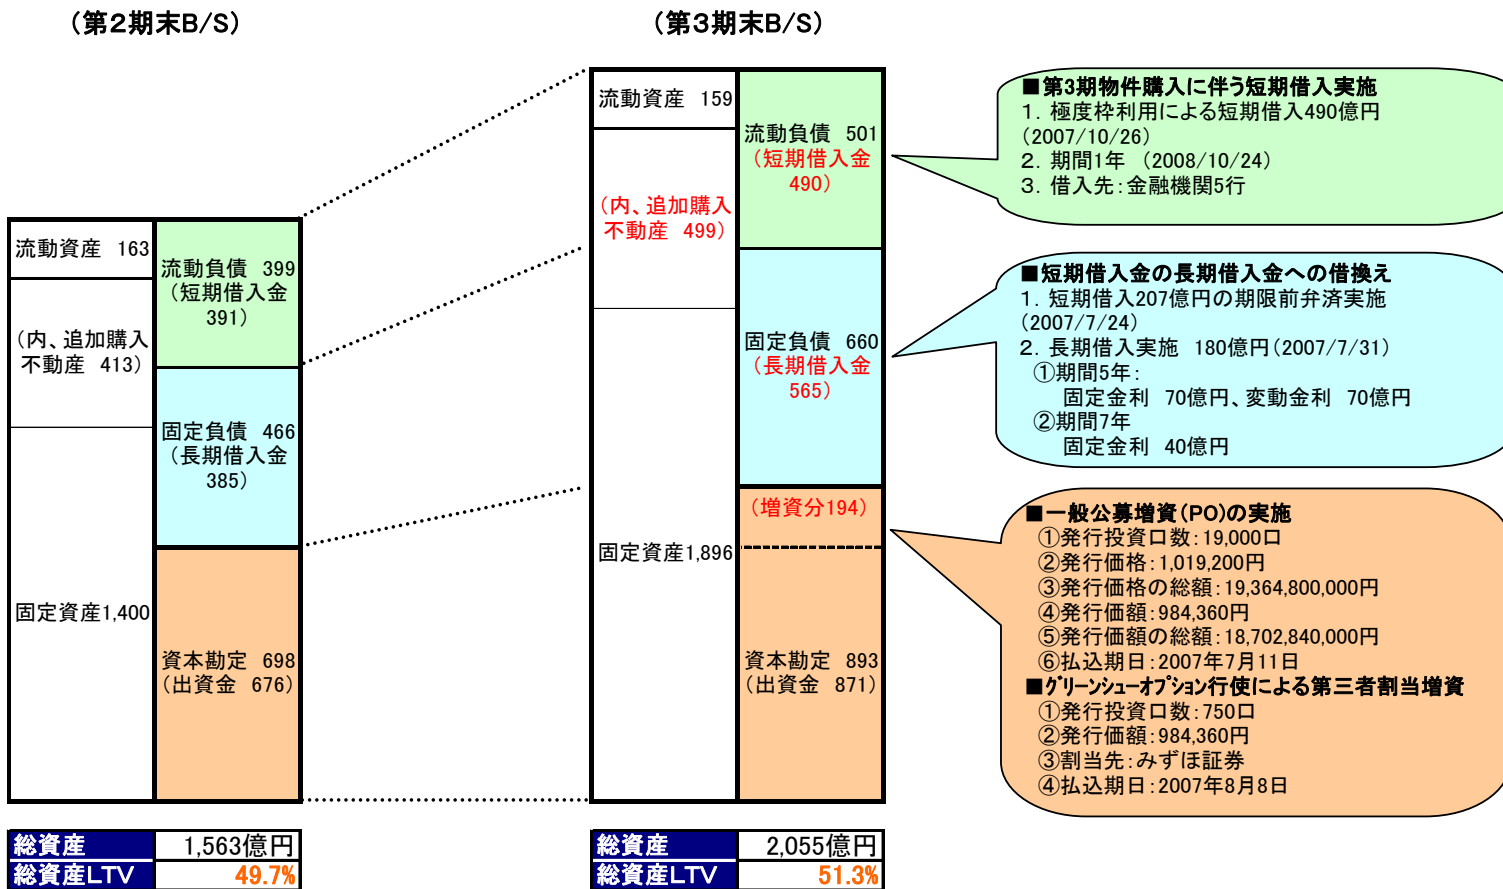 （第２期末B/S）
流動資産 163
（内、追加購入
不動産 413）
固定資産1,400
流動負債 399
（短期借入金
391）
固定負債 466
（長期借入金
385）
資本勘定 698
（出資金 676）
総資産 1,563億円
総資産LTV 49.7%
（第３期末B/S）
流動資産 159
（内、追加購入
不動産 499）
固定資産1,896
流動負債 501
（短期借入金
490）
固定負債 660
（長期借入金
565）
（増資分194）
資本勘定 893
（出資金 871）
総資産 2,055億円
総資産LTV 51.3%
■第3期物件購入に伴う短期借入実施
1．極度枠利用による短期借入490億円
(2007/10/26)
2．期間1年 （2008/10/24）
3．借入先：金融機関5行
■短期借入金の長期借入金への借換え
1．短期借入207億円の期限前弁済実施
(2007/7/24)
2．長期借入実施 180億円（2007/7/31）
①期間5年：
固定金利 70億円、変動金利 70億円
②期間7年
固定金利 40億円
■一般公募増資（PO)の実施
①発行投資口数：19,000口
②発行価格：1,019,200円
③発行価格の総額：19,364,800,000円
④発行価額：984,360円
⑤発行価額の総額：18,702,840,000円
⑥払込期日：2007年7月11日
■グリーンシューオプション行使による第三者割当増資
①発行投資口数：750口
②発行価額：984,360円
③割当先：みずほ証券
④払込期日：2007年8月8日